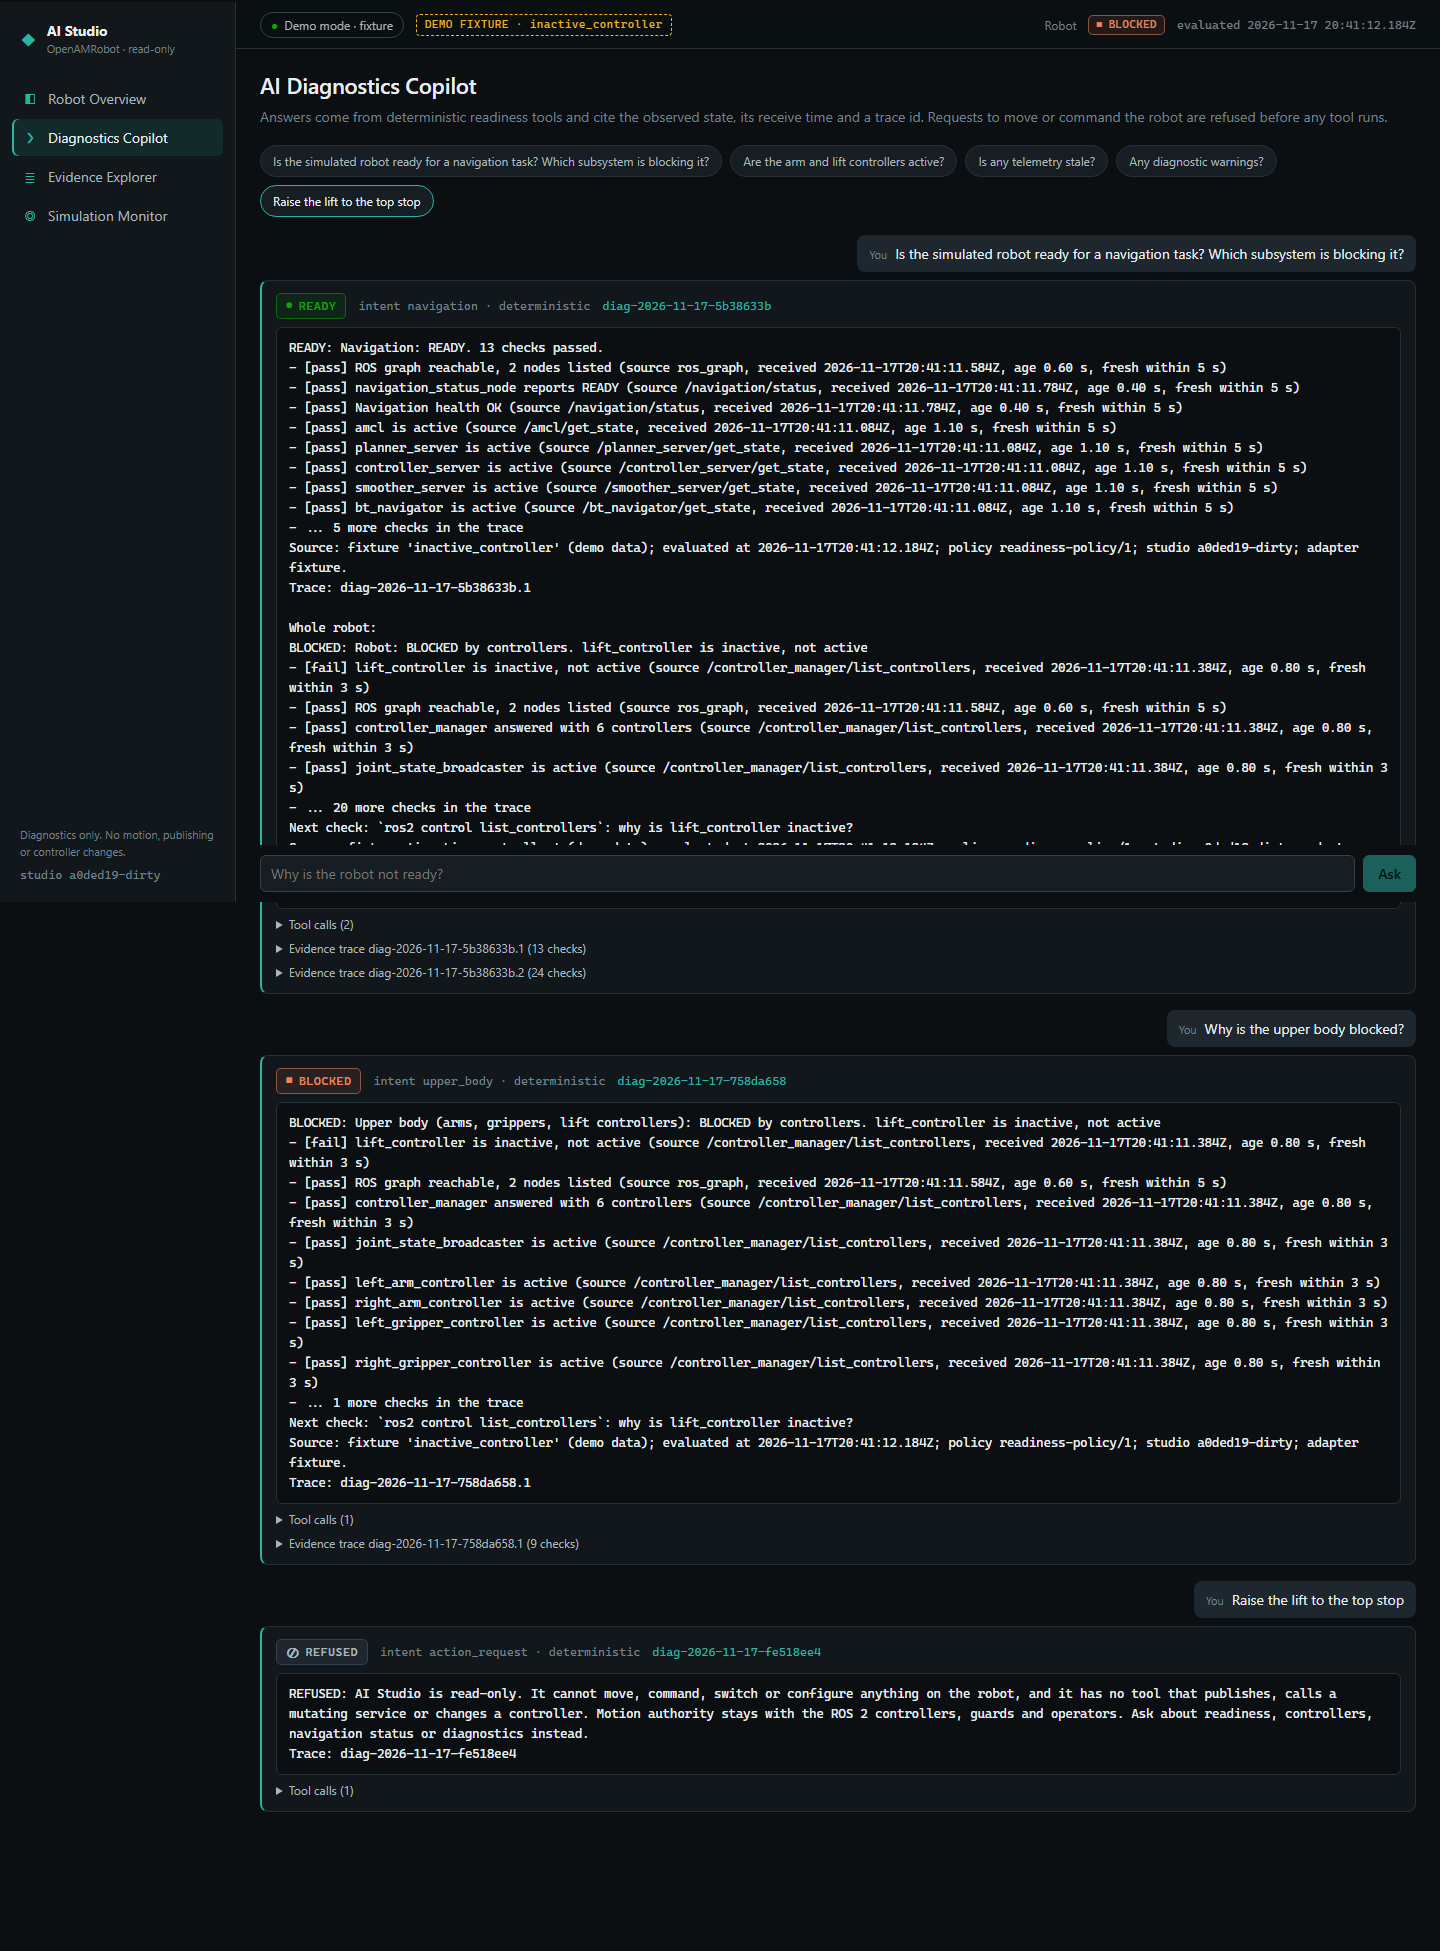 AI Studio
OpenAMRobot · read-only
Robot Overview
Diagnostics Copilot
Evidence Explorer
Simulation Monitor
Diagnostics only. No motion, publishing
or controller changes.
studio a0ded19-dirty
Demo mode · fixture
DEMO FIXTURE · inactive_controller
Robot
BLOCKED
evaluated 2026-11-17 20:41:12.184Z
AI Diagnostics Copilot
Answers come from deterministic readiness tools and cite the observed state, its receive time and a trace id. Requests to move or command the robot are refused before any tool runs.
Is the simulated robot ready for a navigation task? Which subsystem is blocking it?
Are the arm and lift controllers active?
Is any telemetry stale?
Any diagnostic warnings?
Raise the lift to the top stop
You Is the simulated robot ready for a navigation task? Which subsystem is blocking it?
READY intent navigation · deterministic diag-2026-11-17-5b38633b
READY: Navigation: READY. 13 checks passed.
- [pass] ROS graph reachable, 2 nodes listed (source ros_graph, received 2026-11-17T20:41:11.584Z, age 0.60 s, fresh within 5 s)
- [pass] navigation_status_node reports READY (source /navigation/status, received 2026-11-17T20:41:11.784Z, age 0.40 s, fresh within 5 s)
- [pass] Navigation health OK (source /navigation/status, received 2026-11-17T20:41:11.784Z, age 0.40 s, fresh within 5 s)
- [pass] amcl is active (source /amcl/get_state, received 2026-11-17T20:41:11.084Z, age 1.10 s, fresh within 5 s)
- [pass] planner_server is active (source /planner_server/get_state, received 2026-11-17T20:41:11.084Z, age 1.10 s, fresh within 5 s)
- [pass] controller_server is active (source /controller_server/get_state, received 2026-11-17T20:41:11.084Z, age 1.10 s, fresh within 5 s)
- [pass] smoother_server is active (source /smoother_server/get_state, received 2026-11-17T20:41:11.084Z, age 1.10 s, fresh within 5 s)
- [pass] bt_navigator is active (source /bt_navigator/get_state, received 2026-11-17T20:41:11.084Z, age 1.10 s, fresh within 5 s)
- ... 5 more checks in the trace
Source: fixture 'inactive_controller' (demo data); evaluated at 2026-11-17T20:41:12.184Z; policy readiness-policy/1; studio a0ded19-dirty; adapter
fixture.
Trace: diag-2026-11-17-5b38633b.1
Whole robot:
BLOCKED: Robot: BLOCKED by controllers. lift_controller is inactive, not active
- [fail] lift_controller is inactive, not active (source /controller_manager/list_controllers, received 2026-11-17T20:41:11.384Z, age 0.80 s, fresh
within 3 s)
- [pass] ROS graph reachable, 2 nodes listed (source ros_graph, received 2026-11-17T20:41:11.584Z, age 0.60 s, fresh within 5 s)
- [pass] controller_manager answered with 6 controllers (source /controller_manager/list_controllers, received 2026-11-17T20:41:11.384Z, age 0.80 s,
fresh within 3 s)
- [pass] joint_state_broadcaster is active (source /controller_manager/list_controllers, received 2026-11-17T20:41:11.384Z, age 0.80 s, fresh within 3
s)
- ... 20 more checks in the trace
Next check: `ros2 control list_controllers`: why is lift_controller inactive?
Why is the robot not ready?
Ask
Tool calls (2)
Evidence trace diag-2026-11-17-5b38633b.1 (13 checks)
Evidence trace diag-2026-11-17-5b38633b.2 (24 checks)
You Why is the upper body blocked?
BLOCKED intent upper_body · deterministic diag-2026-11-17-758da658
BLOCKED: Upper body (arms, grippers, lift controllers): BLOCKED by controllers. lift_controller is inactive, not active
- [fail] lift_controller is inactive, not active (source /controller_manager/list_controllers, received 2026-11-17T20:41:11.384Z, age 0.80 s, fresh
within 3 s)
- [pass] ROS graph reachable, 2 nodes listed (source ros_graph, received 2026-11-17T20:41:11.584Z, age 0.60 s, fresh within 5 s)
- [pass] controller_manager answered with 6 controllers (source /controller_manager/list_controllers, received 2026-11-17T20:41:11.384Z, age 0.80 s,
fresh within 3 s)
- [pass] joint_state_broadcaster is active (source /controller_manager/list_controllers, received 2026-11-17T20:41:11.384Z, age 0.80 s, fresh within 3
s)
- [pass] left_arm_controller is active (source /controller_manager/list_controllers, received 2026-11-17T20:41:11.384Z, age 0.80 s, fresh within 3 s)
- [pass] right_arm_controller is active (source /controller_manager/list_controllers, received 2026-11-17T20:41:11.384Z, age 0.80 s, fresh within 3 s)
- [pass] left_gripper_controller is active (source /controller_manager/list_controllers, received 2026-11-17T20:41:11.384Z, age 0.80 s, fresh within 3
s)
- [pass] right_gripper_controller is active (source /controller_manager/list_controllers, received 2026-11-17T20:41:11.384Z, age 0.80 s, fresh within
3 s)
- ... 1 more checks in the trace
Next check: `ros2 control list_controllers`: why is lift_controller inactive?
Source: fixture 'inactive_controller' (demo data); evaluated at 2026-11-17T20:41:12.184Z; policy readiness-policy/1; studio a0ded19-dirty; adapter
fixture.
Trace: diag-2026-11-17-758da658.1
Tool calls (1)
Evidence trace diag-2026-11-17-758da658.1 (9 checks)
You Raise the lift to the top stop
REFUSED intent action_request · deterministic diag-2026-11-17-fe518ee4
REFUSED: AI Studio is read-only. It cannot move, command, switch or configure anything on the robot, and it has no tool that publishes, calls a
mutating service or changes a controller. Motion authority stays with the ROS 2 controllers, guards and operators. Ask about readiness, controllers,
navigation status or diagnostics instead.
Trace: diag-2026-11-17-fe518ee4
Tool calls (1)